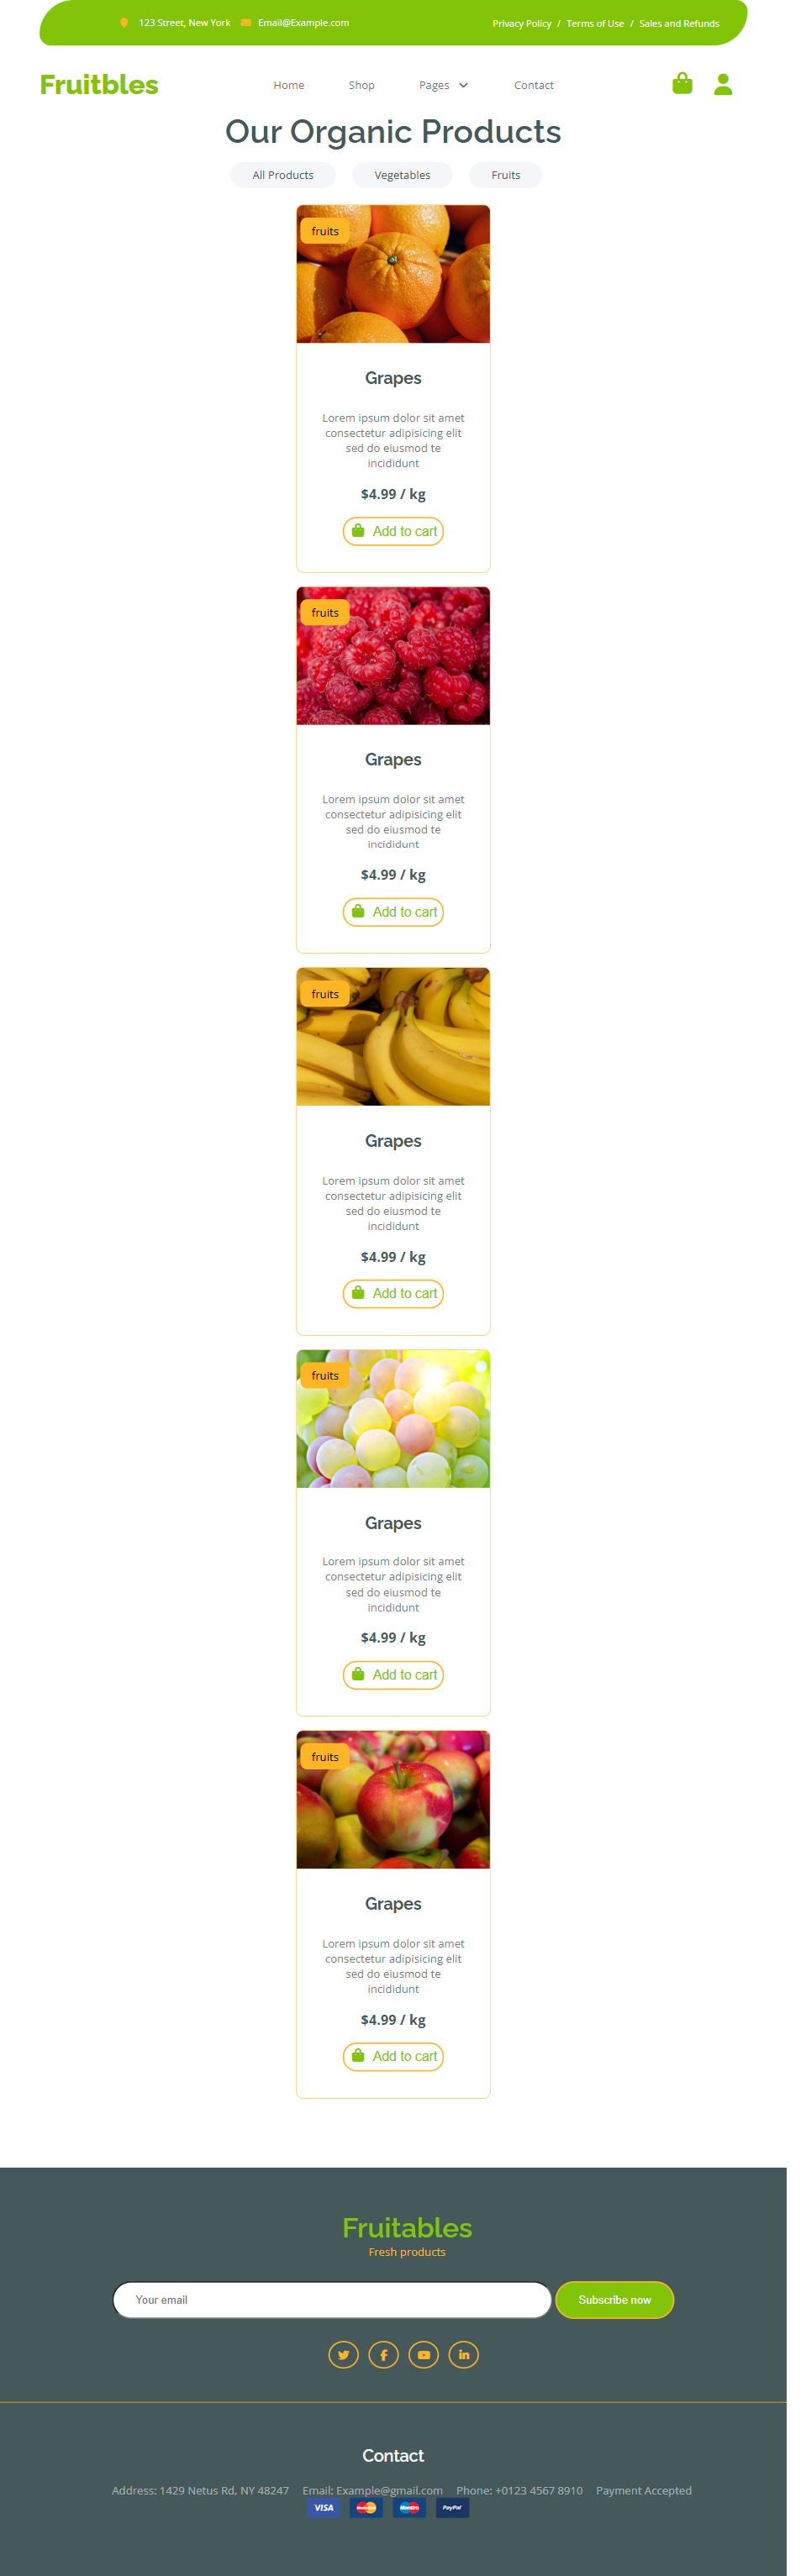 123 Street, New York Email@Example.com Privacy Policy / Terms of Use / Sales and Refunds
Fruitbles Home Shop Pages Contact
Our Organic Products
All Products Vegetables Fruits
fruits
Grapes
Lorem ipsum dolor sit amet
consectetur adipisicing elit
sed do eiusmod te
incididunt
$4.99 / kg
Add to cart
fruits
Grapes
Lorem ipsum dolor sit amet
consectetur adipisicing elit
sed do eiusmod te
incididunt
$4.99 / kg
Add to cart
fruits
Grapes
Lorem ipsum dolor sit amet
consectetur adipisicing elit
sed do eiusmod te
incididunt
$4.99 / kg
Add to cart
fruits
Grapes
Lorem ipsum dolor sit amet
consectetur adipisicing elit
sed do eiusmod te
incididunt
$4.99 / kg
Add to cart
fruits
Grapes
Lorem ipsum dolor sit amet
consectetur adipisicing elit
sed do eiusmod te
incididunt
$4.99 / kg
Add to cart
Fruitables
Fresh products
Your email Subscribe now
Contact
Address: 1429 Netus Rd, NY 48247 Email: Example@gmail.com Phone: +0123 4567 8910 Payment Accepted
VISA MasterCard Maestro PayPal